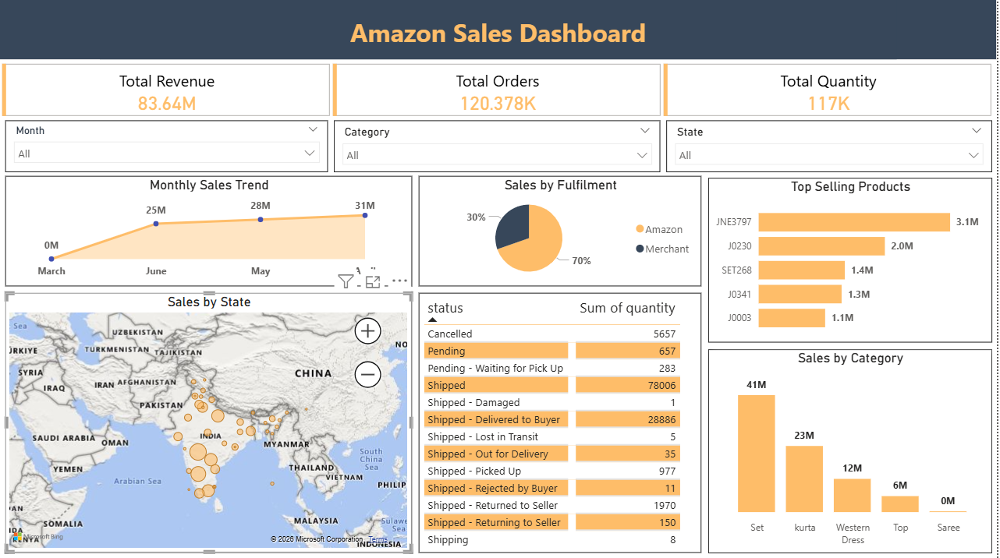 Amazon Sales Dashboard
Total Revenue
83.64M
Total Orders
120.378K
Total Quantity
117K
Month
All
Category
All
State
All
Monthly Sales Trend
0M
25M
28M
31M
March
June
May
Sales by Fulfilment
30%
70%
Amazon
Merchant
Top Selling Products
JNE3797 3.1M
J0230 2.0M
SET268 1.4M
J0341 1.3M
J0003 1.1M
Sales by State
Sea
UZBEKISTAN
TURKMENISTAN
TAJIKISTAN
SYRIA
IRAQ
IRAN
AFGHANISTAN
CHINA
PAKISTAN
SAUDI ARABIA
OMAN
INDIA
MYANMAR
YEMEN
THAILAND
VIETNAM
South
China
Sea
Arabian Sea
PHILIP
SOMALIA
MALAYSIA
INDONESIA
Microsoft Bing
© 2026 Microsoft Corporation Terms
status Sum of quantity
Cancelled 5657
Pending 657
Pending - Waiting for Pick Up 283
Shipped 78006
Shipped - Damaged 1
Shipped - Delivered to Buyer 28886
Shipped - Lost in Transit 5
Shipped - Out for Delivery 35
Shipped - Picked Up 977
Shipped - Rejected by Buyer 11
Shipped - Returned to Seller 1970
Shipped - Returning to Seller 150
Shipping 8
Sales by Category
41M
23M
12M
6M
0M
Set
kurta
Western
Dress
Top
Saree